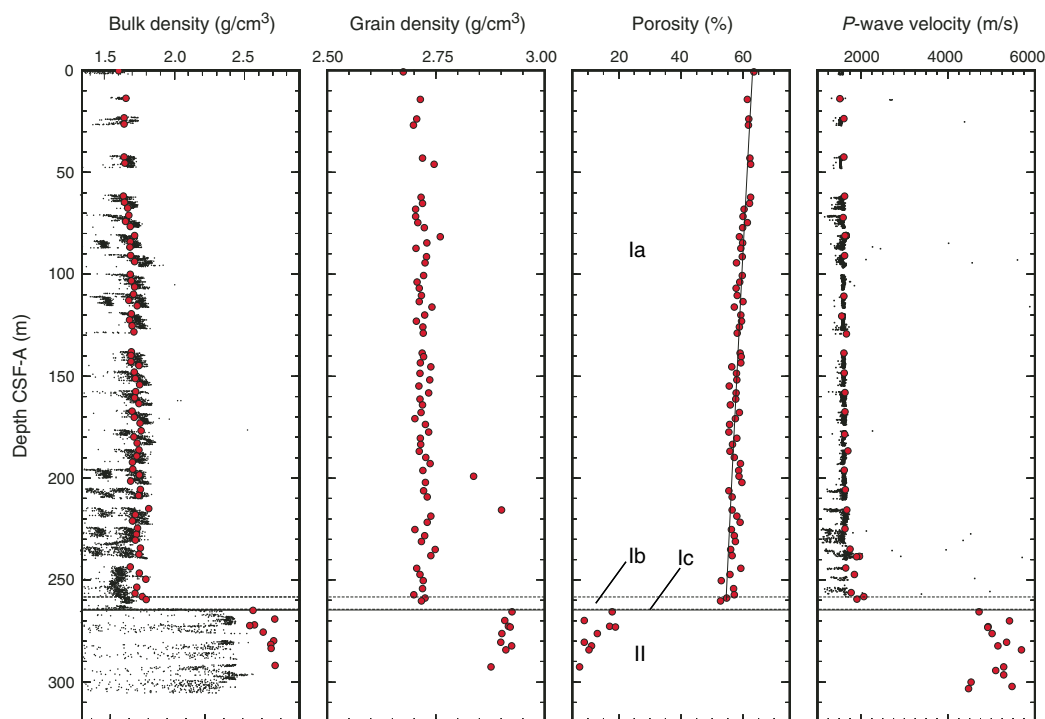 Bulk density (g/cm³)
Grain density (g/cm³)
Porosity (%)
P-wave velocity (m/s)
1.5 2.0 2.5
2.50 2.75 3.00
20 40 60
2000 4000 6000
0
50
100
150
200
250
300
Depth CSF-A (m)
Ia
Ib
Ic
II